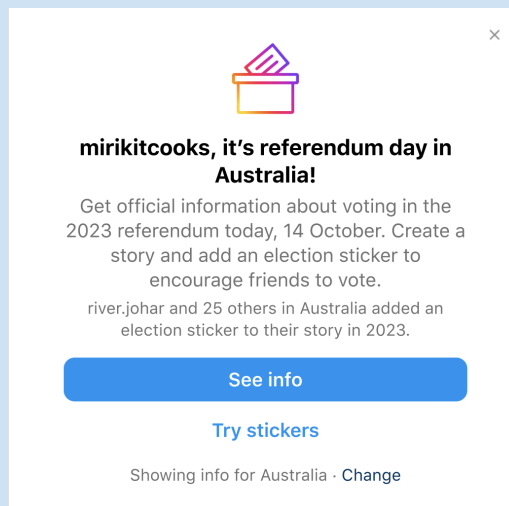 mirikitcooks, it’s referendum day in
Australia!
Get official information about voting in the
2023 referendum today, 14 October. Create a
story and add an election sticker to
encourage friends to vote.
river.johar and 25 others in Australia added an
election sticker to their story in 2023.
See info
Try stickers
Showing info for Australia · Change